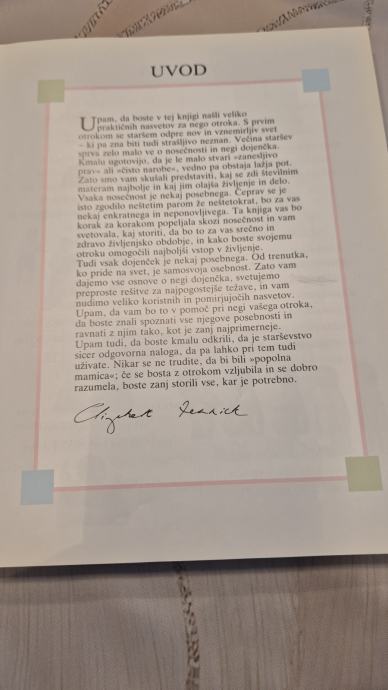 UVOD
Upam, da boste v tej knjigi našli veliko
praktičnih nasvetov za nego otroka. S prvim
otrokom se staršem odpre nov in vznemirljiv svet
– ki pa zna biti tudi strašljivo neznan. Večina staršev
sprva zelo malo ve o nosečnosti in negi dojenčka.
Kmalu ugotovijo, da je le malo stvari »zanesljivo
prav« ali »čisto narobe«, vedno pa obstaja lažja pot.
Zato smo vam skušali predstaviti, kaj se zdi številnim
materam najbolje in kaj jim olajša življenje in delo.
Vsaka nosečnost je nekaj posebnega. Čeprav se je
isto zgodilo neštetim parom že neštetokrat, bo za vas
nekaj enkratnega in neponovljivega. Ta knjiga vas bo
korak za korakom popeljala skozi nosečnost in vam
svetovala, kaj storiti, da bo to za vas srečno in
zdravo življenjsko obdobje, in kako boste svojemu
otroku omogočili najboljši vstop v življenje.
Tudi vsak dojenček je nekaj posebnega. Od trenutka,
ko pride na svet, je samosvoja osebnost. Zato vam
dajemo vse osnove o negi dojenčka, svetujemo
preproste rešitve za najpogostejše težave, in vam
nudimo veliko koristnih in pomirjujočih nasvetov.
Upam, da vam bo to v pomoč pri negi vašega otroka,
da boste znali spoznati vse njegove posebnosti in
ravnati z njim tako, kot je zanj najprimerneje.
Upam tudi, da boste kmalu odkrili, da je starševstvo
sicer odgovorna naloga, da pa lahko pri tem tudi
uživate. Nikar se ne trudite, da bi bili »popolna
mamica«; če se bosta z otrokom vzljubila in se dobro
razumela, boste zanj storili vse, kar je potrebno.